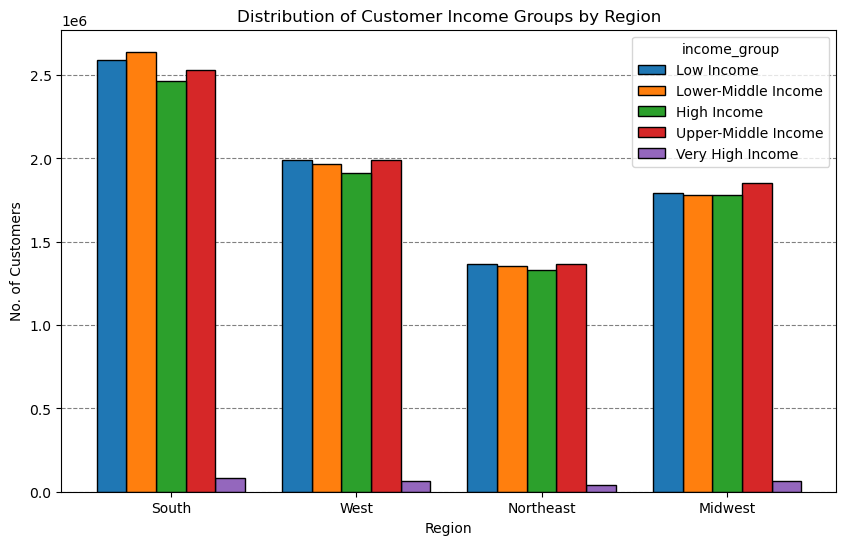 Distribution of Customer Income Groups by Region
1e6
income_group
Low Income
Lower-Middle Income
High Income
Upper-Middle Income
Very High Income
2.5
2.0
1.5
1.0
0.5
0.0
No. of Customers
South
West
Northeast
Midwest
Region